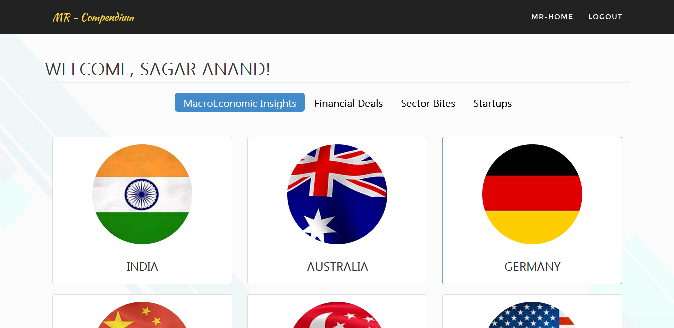 MR - Compendium
MR-HOME LOGOUT
WELCOME, SAGAR ANAND!
MacroEconomic Insights Financial Deals Sector Bites Startups
INDIA AUSTRALIA GERMANY